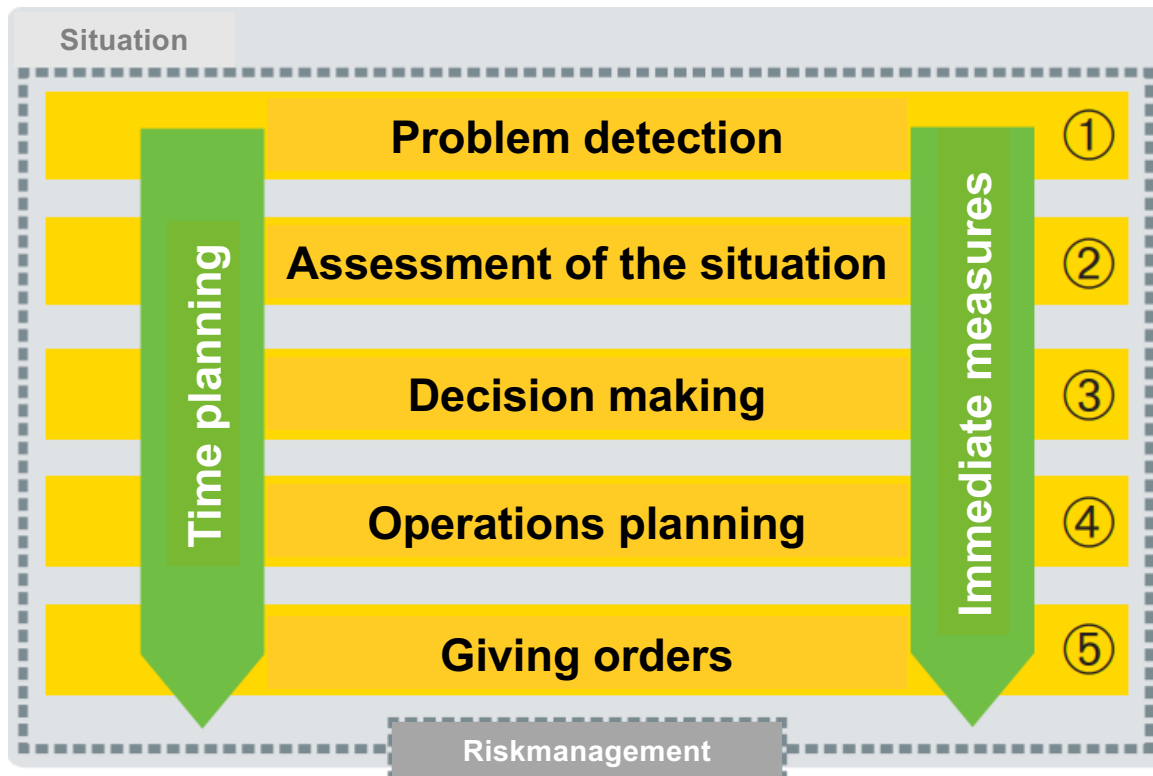 Situation
Problem detection ①
Assessment of the situation ②
Decision making ③
Operations planning ④
Giving orders ⑤
Time planning
Immediate measures
Riskmanagement